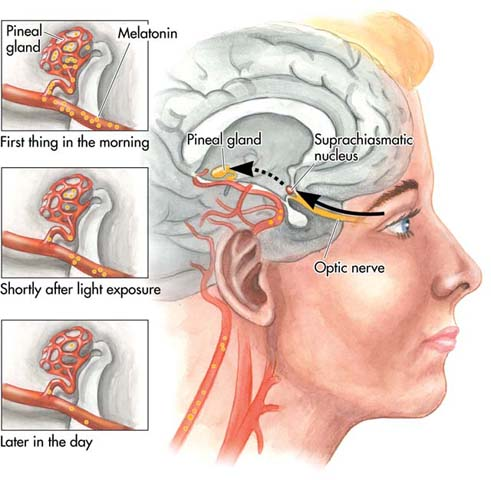 Pineal
gland
Melatonin
First thing in the morning
Shortly after light exposure
Later in the day
Pineal gland
Suprachiasmatic
nucleus
Optic nerve